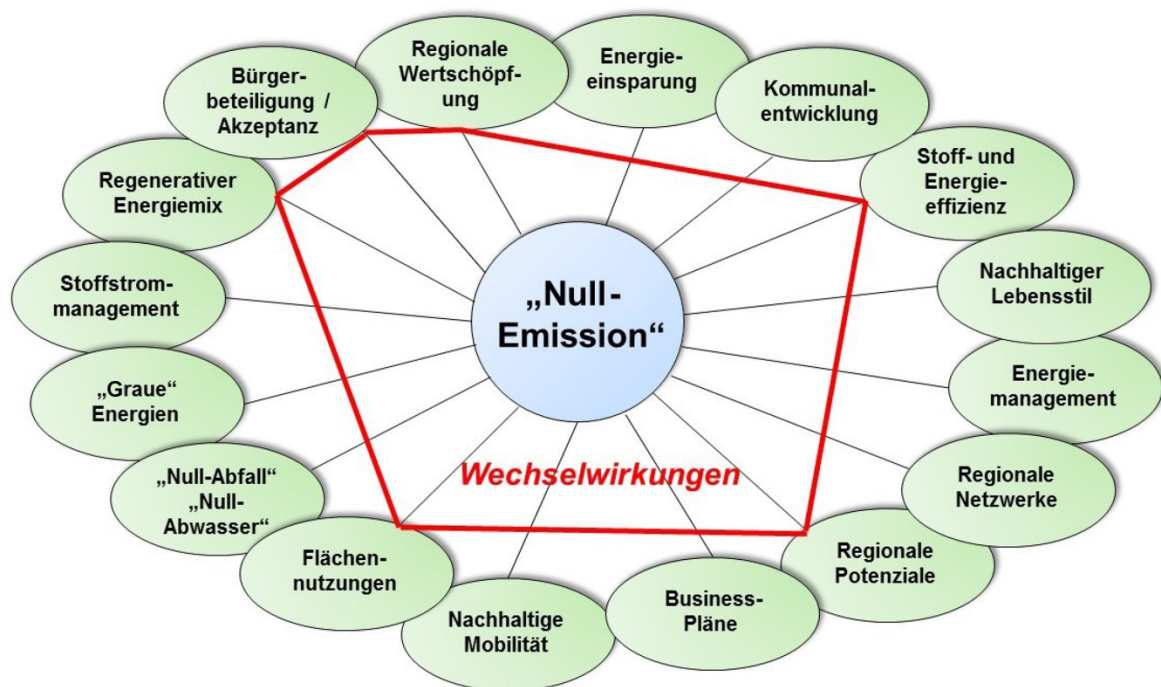 Regionale
Wertschöpf-
ung
Energie-
einsparung
Kommunal-
entwicklung
Stoff- und
Energie-
effizienz
Nachhaltiger
Lebensstil
Energie-
management
Regionale
Netzwerke
Regionale
Potenziale
Business-
Pläne
Nachhaltige
Mobilität
Flächen-
nutzungen
„Null-Abfall“
„Null-
Abwasser“
„Graue“
Energien
Stoffstrom-
management
Regenerativer
Energiemix
Bürger-
beteiligung /
Akzeptanz
„Null-
Emission“
Wechselwirkungen